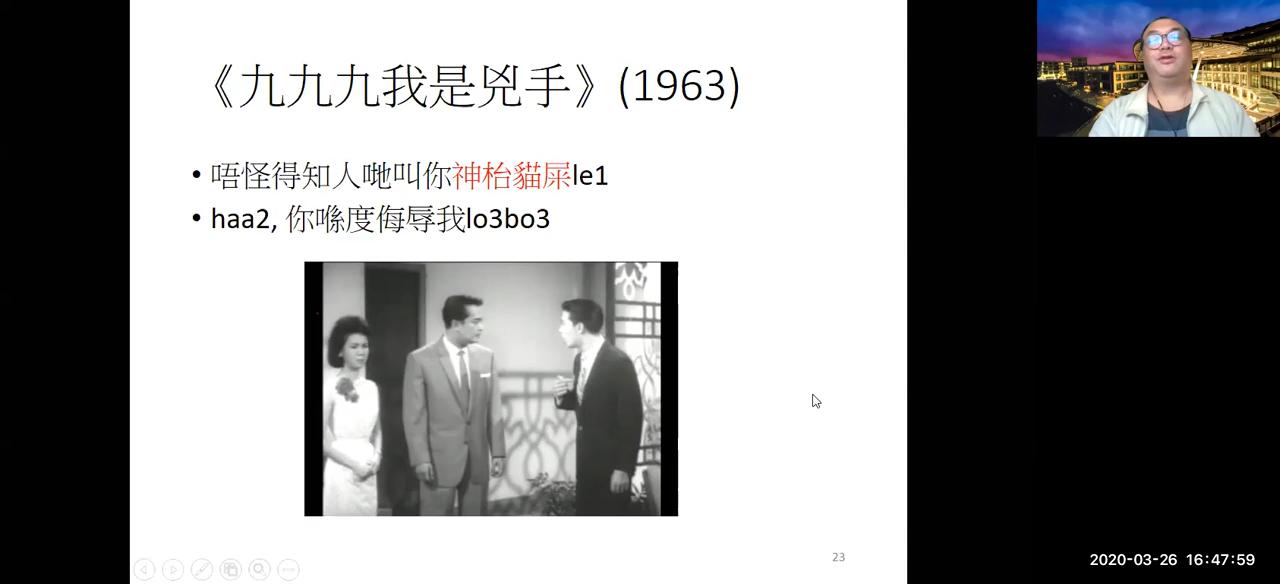 《九九九我是兇手》(1963)
• 唔怪得知人哋叫你神枱貓屎le1
• haa2, 你喺度侮辱我lo3bo3
23
2020-03-26 16:47:59